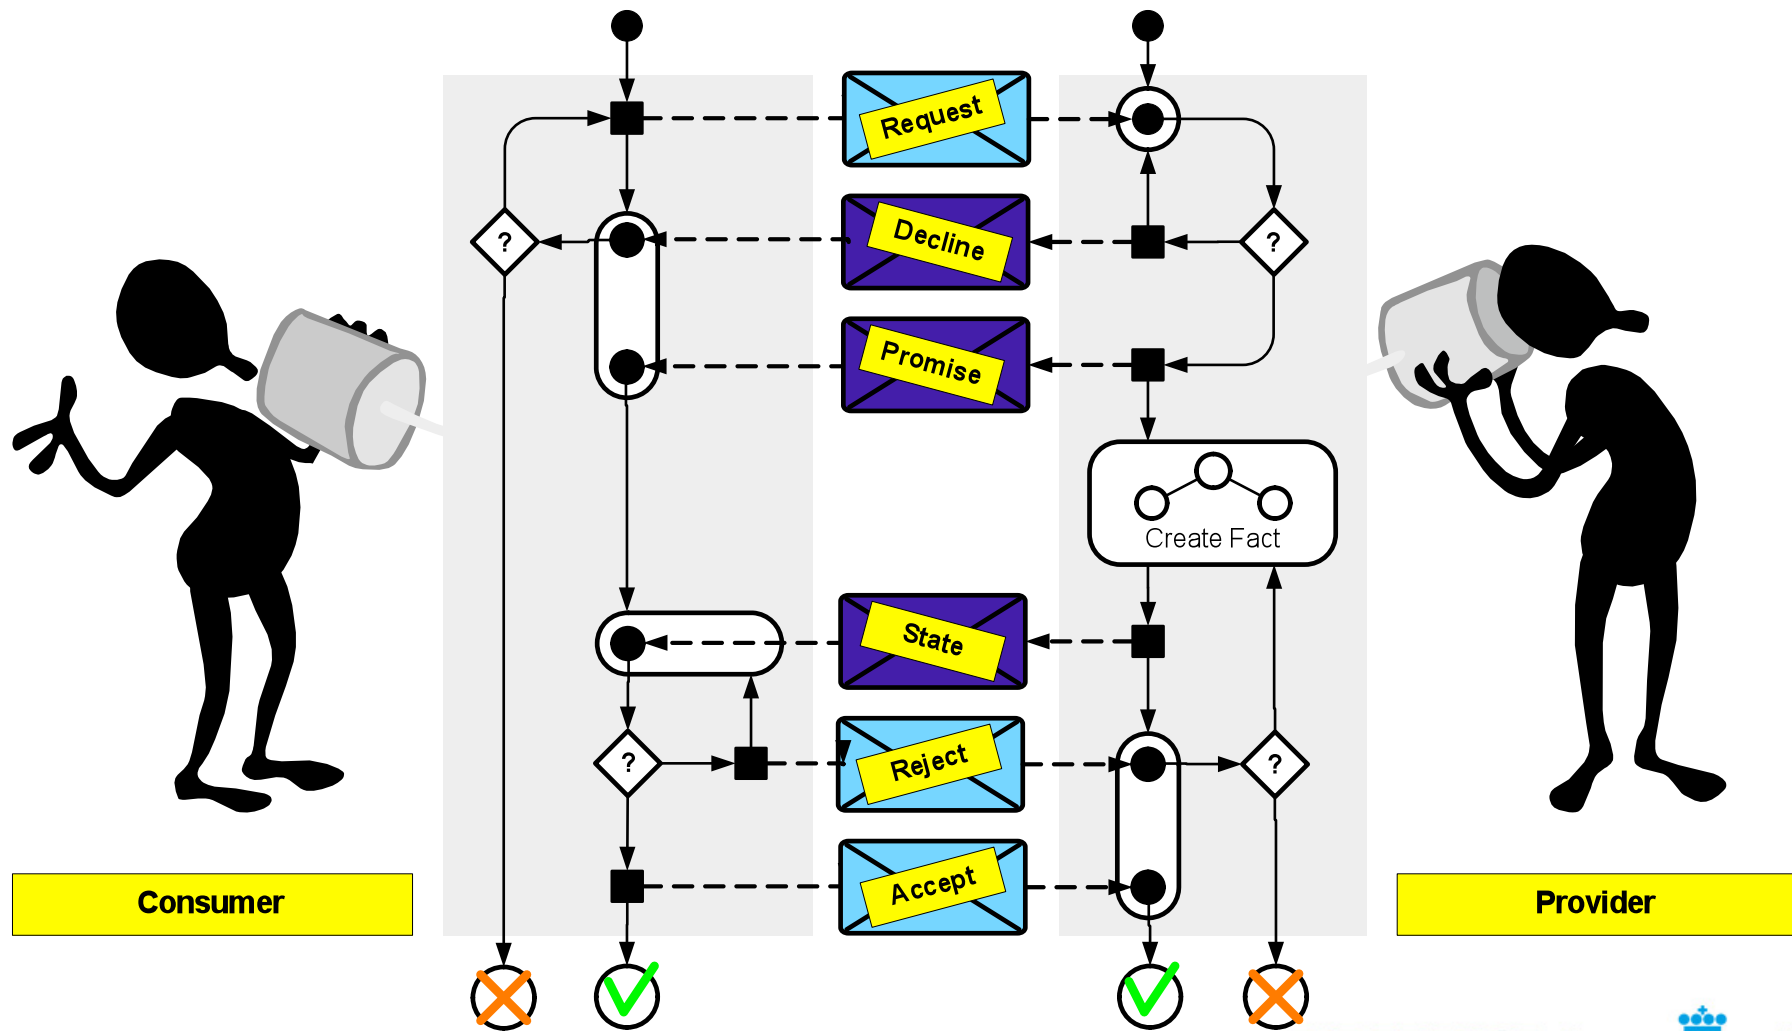 Request
?
Decline
?
Promise
Create Fact
State
?
Reject
?
Accept
Consumer
Provider